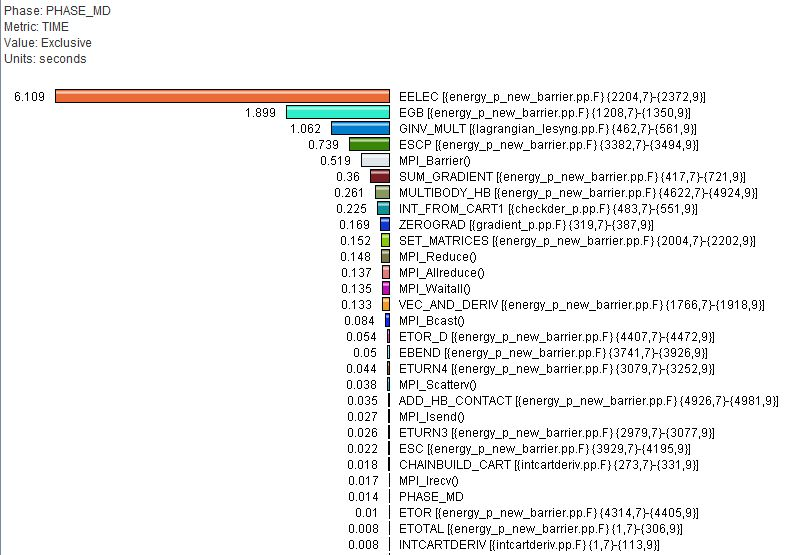 Phase: PHASE_MD
Metric: TIME
Value: Exclusive
Units: seconds
6.109 EELEC [{energy_p_new_barrier.pp.F} {2204,7}-{2372,9}]
1.899 EGB [{energy_p_new_barrier.pp.F} {1208,7}-{1350,9}]
1.062 GINV_MULT [{lagrangian_lesyng.pp.F} {462,7}-{561,9}]
0.739 ESCP [{energy_p_new_barrier.pp.F} {3382,7}-{3494,9}]
0.519 MPI_Barrier()
0.36 SUM_GRADIENT [{energy_p_new_barrier.pp.F} {417,7}-{721,9}]
0.261 MULTIBODY_HB [{energy_p_new_barrier.pp.F} {4622,7}-{4924,9}]
0.225 INT_FROM_CART1 [{checkder_p.pp.F} {483,7}-{551,9}]
0.169 ZEROGRAD [{gradient_p.pp.F} {319,7}-{387,9}]
0.152 SET_MATRICES [{energy_p_new_barrier.pp.F} {2004,7}-{2202,9}]
0.148 MPI_Reduce()
0.137 MPI_Allreduce()
0.135 MPI_Waitall()
0.133 VEC_AND_DERIV [{energy_p_new_barrier.pp.F} {1766,7}-{1918,9}]
0.084 MPI_Bcast()
0.054 ETOR_D [{energy_p_new_barrier.pp.F} {4407,7}-{4472,9}]
0.05 EBEND [{energy_p_new_barrier.pp.F} {3741,7}-{3926,9}]
0.044 ETURN4 [{energy_p_new_barrier.pp.F} {3079,7}-{3252,9}]
0.038 MPI_Scatterv()
0.035 ADD_HB_CONTACT [{energy_p_new_barrier.pp.F} {4926,7}-{4981,9}]
0.027 MPI_Isend()
0.026 ETURN3 [{energy_p_new_barrier.pp.F} {2979,7}-{3077,9}]
0.022 ESC [{energy_p_new_barrier.pp.F} {3929,7}-{4195,9}]
0.018 CHAINBUILD_CART [{intcartderiv.pp.F} {273,7}-{331,9}]
0.017 MPI_Irecv()
0.014 PHASE_MD
0.01 ETOR [{energy_p_new_barrier.pp.F} {4314,7}-{4405,9}]
0.008 ETOTAL [{energy_p_new_barrier.pp.F} {1,7}-{306,9}]
0.008 INTCARTDERIV [{intcartderiv.pp.F} {1,7}-{113,9}]